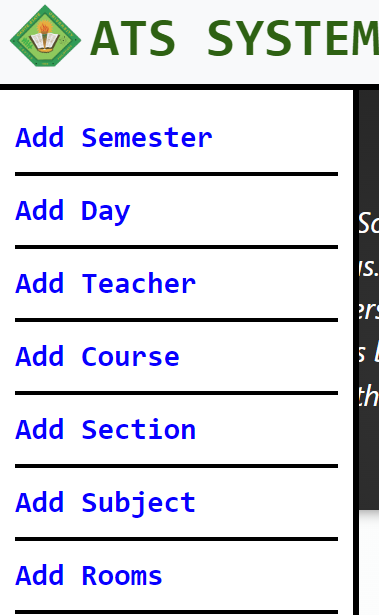 ATS SYSTEM
Add Semester
Add Day
Add Teacher
Add Course
Add Section
Add Subject
Add Rooms